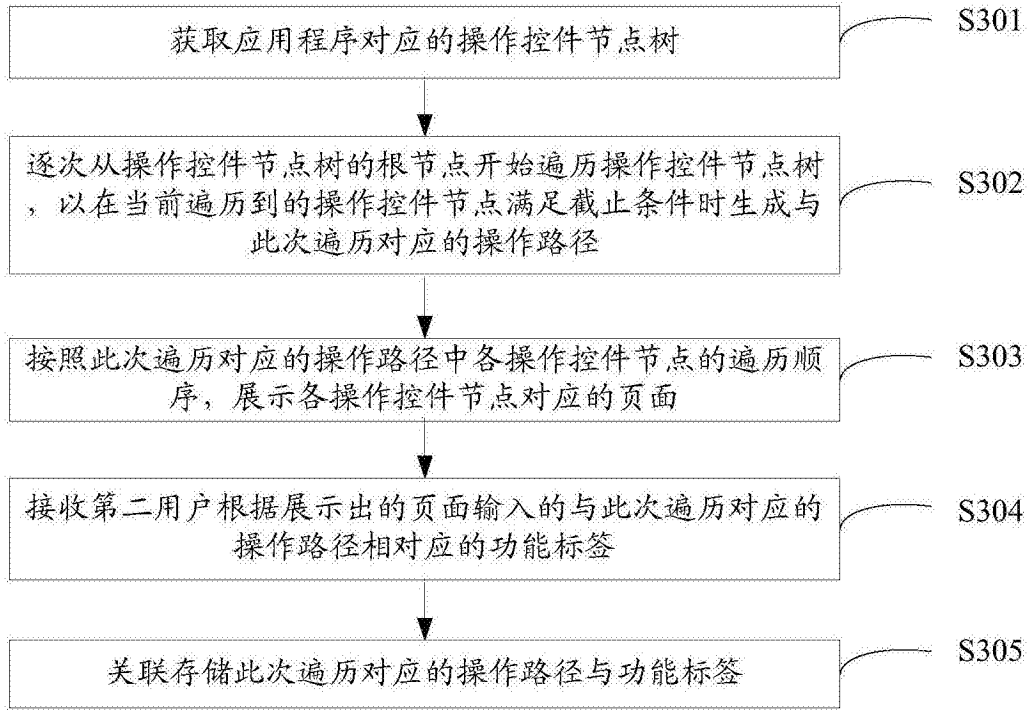 获取应用程序对应的操作控件节点树
S301
逐次从操作控件节点树的根节点开始遍历操作控件节点树
，以在当前遍历到的操作控件节点满足截止条件时生成与
此次遍历对应的操作路径
S302
按照此次遍历对应的操作路径中各操作控件节点的遍历顺
序，展示各操作控件节点对应的页面
S303
接收第二用户根据展示出的页面输入的与此次遍历对应的
操作路径相对应的功能标签
S304
关联存储此次遍历对应的操作路径与功能标签
S305